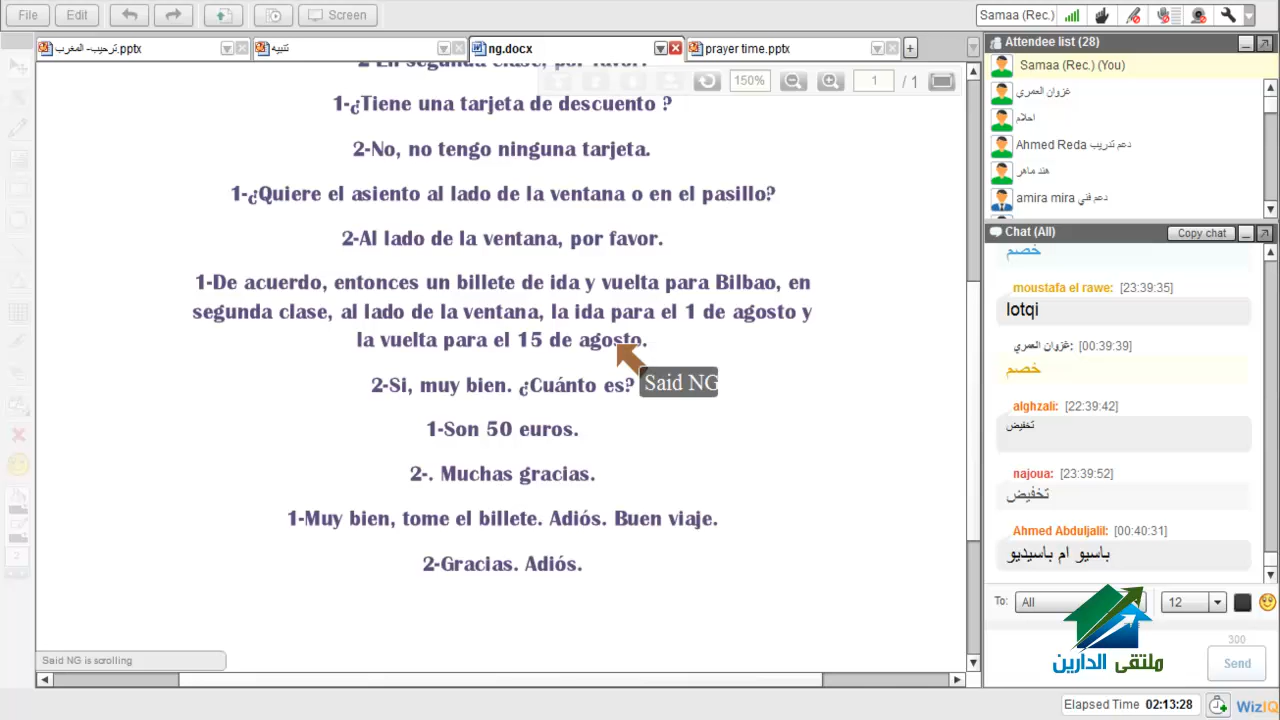 File Edit Screen
Samaa (Rec.)
ترحيب- المغرب.pptx
تنبيه
ng.docx
prayer time.pptx
150% 1 / 1
2-En segunda clase, por favor.
1-¿Tiene una tarjeta de descuento ?
2-No, no tengo ninguna tarjeta.
1-¿Quiere el asiento al lado de la ventana o en el pasillo?
2-Al lado de la ventana, por favor.
1-De acuerdo, entonces un billete de ida y vuelta para Bilbao, en
segunda clase, al lado de la ventana, la ida para el 1 de agosto y
la vuelta para el 15 de agosto.
2-Si, muy bien. ¿Cuánto es?
Said NG
1-Son 50 euros.
2-. Muchas gracias.
1-Muy bien, tome el billete. Adiós. Buen viaje.
2-Gracias. Adiós.
Said NG is scrolling
2
Attendee list (28)
Samaa (Rec.) (You)
غزوان العمري
احلام
Ahmed Reda دعم تدريب
هند ماهر
amira mira دعم فني
Chat (All)
Copy chat
خصم
moustafa el rawe: [23:39:35]
lotqi
غزوان العمري: [00:39:39]
خصم
alghzali: [22:39:42]
تخفيض
najoua: [23:39:52]
تخفيض
Ahmed Abduljalil: [00:40:31]
باسيو ام باسيديو
To: All 12
ملتقى الدارين
300
Send
Elapsed Time 02:13:28
WizIQ